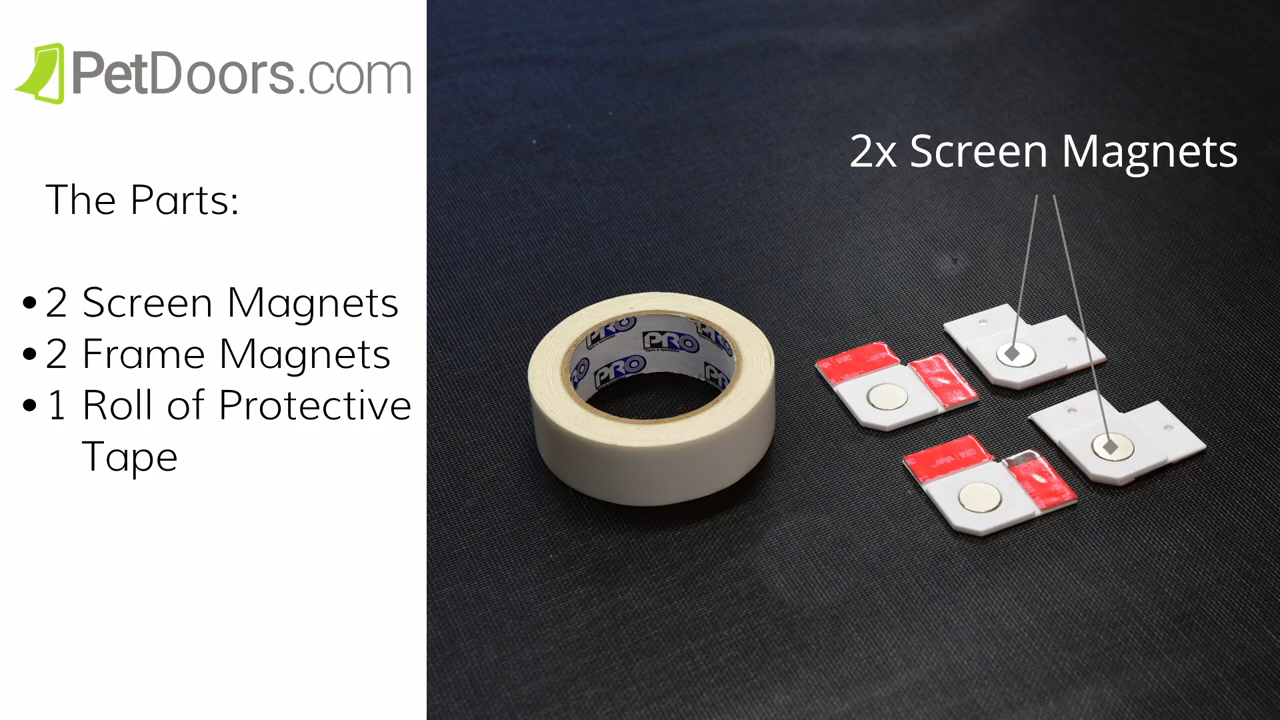 PetDoors.com
The Parts:
•2 Screen Magnets
•2 Frame Magnets
•1 Roll of Protective
Tape
2x Screen Magnets
PRO
PRO
PRO